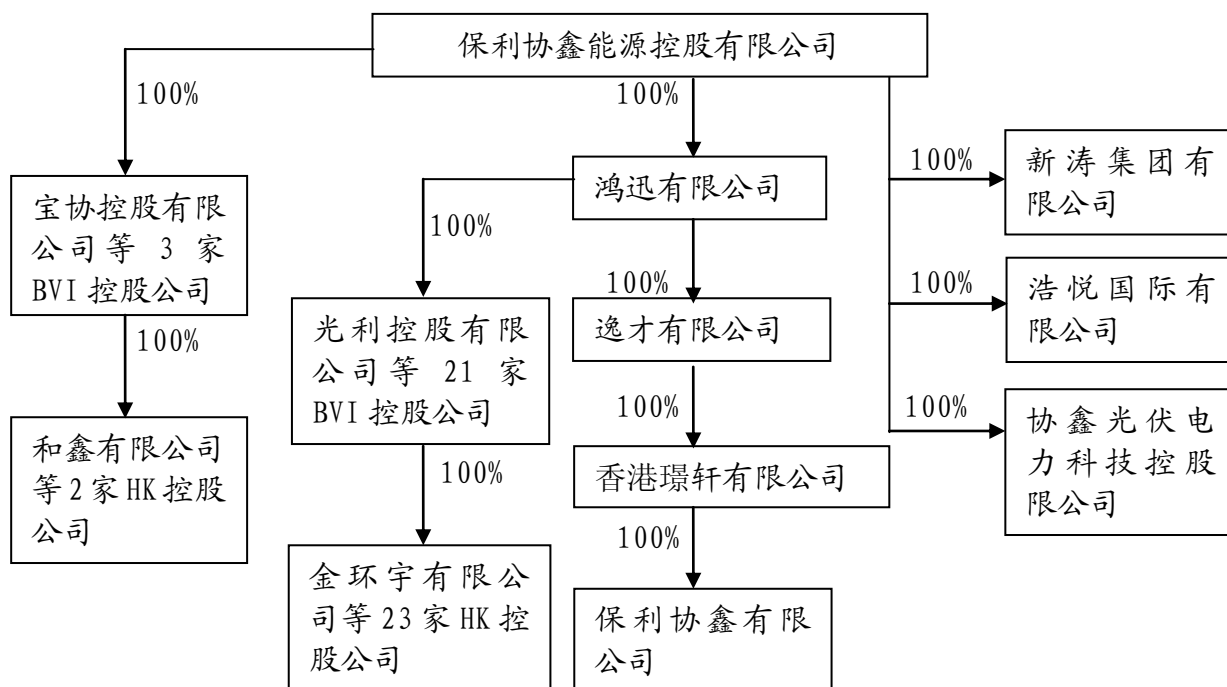 保利协鑫能源控股有限公司
100%
100%
100%
新涛集团有
限公司
宝协控股有限
公司等 3 家
BVI 控股公司
鸿迅有限公司
100%
100%
100%
浩悦国际有
限公司
光利控股有限
公司等 21 家
BVI 控股公司
逸才有限公司
100%
100%
100%
协鑫光伏电
力科技控股
限公司
和鑫有限公司
等 2 家 HK 控股
公司
100%
香港璟轩有限公司
100%
金环宇有限公
司等 23 家 HK 控
股公司
保利协鑫有限
公司